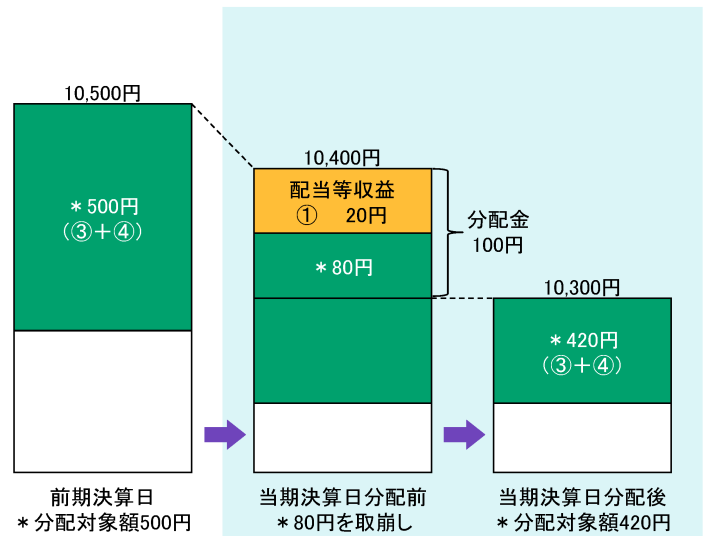 10,500円
＊500円
（③＋④）
10,400円
配当等収益
① 20円
＊80円
分配金
100円
10,300円
＊420円
（③＋④）
前期決算日
＊分配対象額500円
当期決算日分配前
＊80円を取崩し
当期決算日分配後
＊分配対象額420円